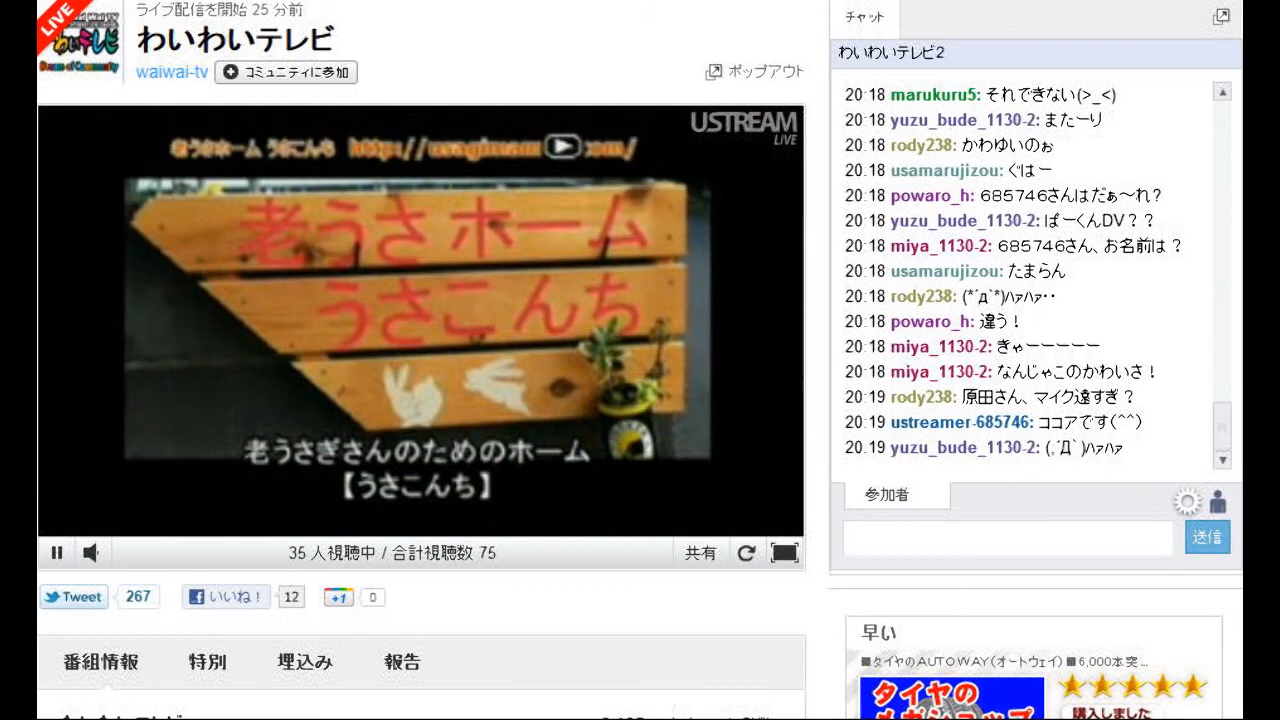 LIVE
ライブ配信を開始 25 分前
わいわいテレビ
waiwai-tv コミュニティに参加
ポップアウト
USTREAM
LIVE
老うさホーム うさこんち
老うさ ホーム
うさこんち
老うさぎさんのためのホーム
【うさこんち】
35 人視聴中 / 合計視聴数 75
共有
Tweet 267 いいね! 12 +1 0
番組情報 特別 埋込み 報告
チャット
わいわいテレビ2
20:18 marukuru5: それできない(>_<)
20:18 yuzu_bude_1130-2: またーり
20:18 rody238: かわゆいのぉ
20:18 usamarujizou: ぐはー
20:18 powaro_h: 685746さんはだぁ〜れ?
20:18 yuzu_bude_1130-2: ぱーくんDV??
20:18 miya_1130-2: 685746さん、お名前は?
20:18 usamarujizou: たまらん
20:18 rody238: (*´д`*)ハァハァ・・
20:18 powaro_h: 違う!
20:18 miya_1130-2: きゃーーーーー
20:18 miya_1130-2: なんじゃこのかわいさ!
20:19 rody238: 原田さん、マイク遠すぎ?
20:19 ustreamer-685746: ココアです(^^)
20:19 yuzu_bude_1130-2: (,´Д`)ハァハァ
参加者
送信
早い
■タイヤのAUTOWAY(オートウェイ)■6,000本突...
タイヤの
購入しました